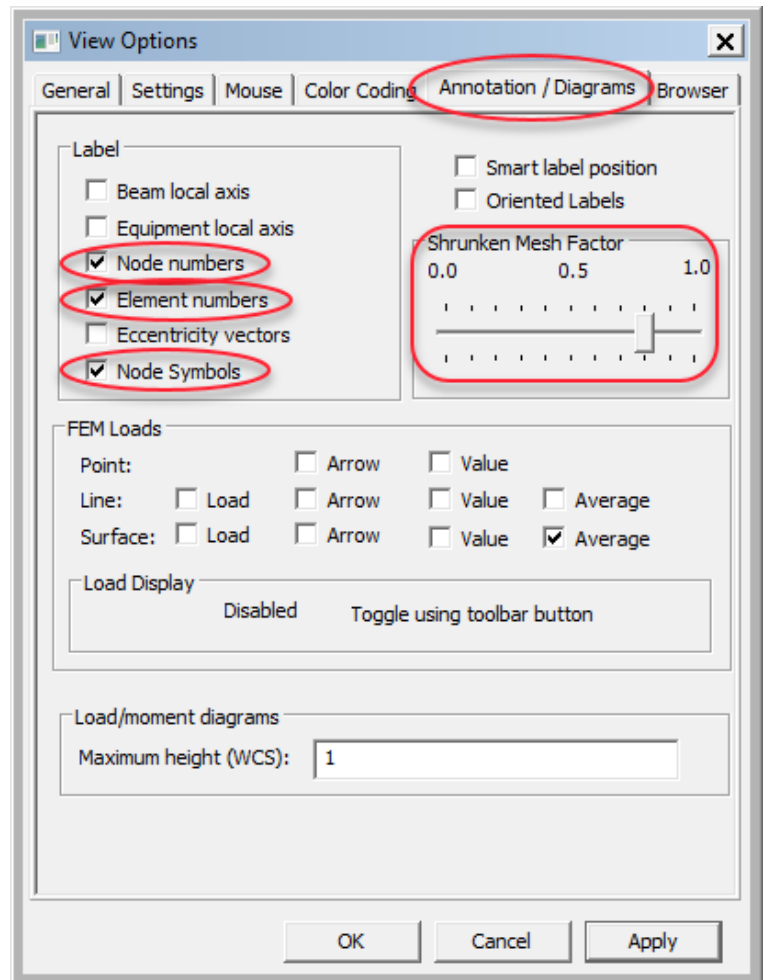 View Options
General Settings Mouse Color Coding Annotation / Diagrams Browser
Label
Beam local axis
Equipment local axis
Node numbers
Element numbers
Eccentricity vectors
Node Symbols
Smart label position
Oriented Labels
Shrunken Mesh Factor
0.0 0.5 1.0
FEM Loads
Point: Arrow Value
Line: Load Arrow Value Average
Surface: Load Arrow Value Average
Load Display
Disabled Toggle using toolbar button
Load/moment diagrams
Maximum height (WCS): 1
OK Cancel Apply